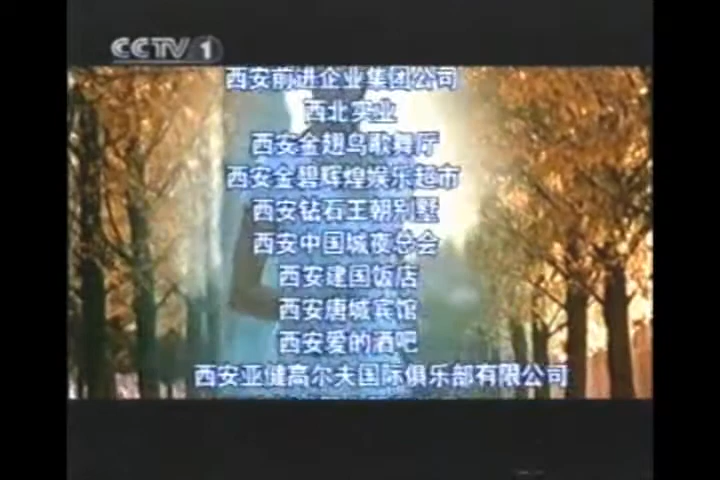 CCTV 1
西安前进企业集团公司
西北实业
西安金翅鸟歌舞厅
西安金碧辉煌娱乐超市
西安钻石王朝别墅
西安中国城夜总会
西安建国饭店
西安唐城宾馆
西安爱的酒吧
西安亚健高尔夫国际俱乐部有限公司